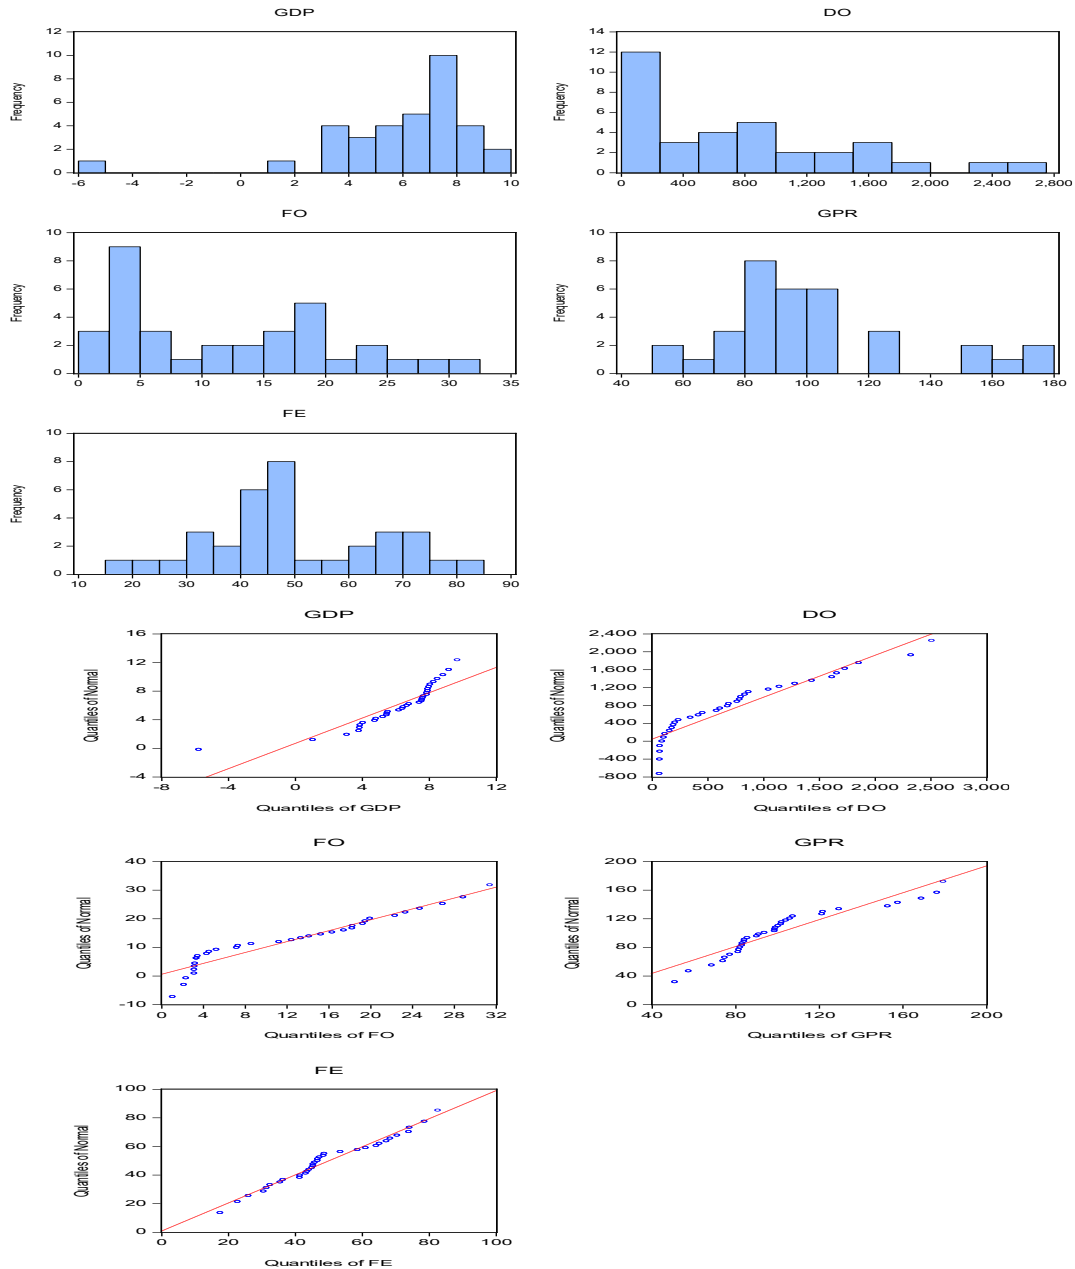 GDP
DO
12
10
8
6
4
2
0
Frequency
-6 -4 -2 0 2 4 6 8 10
14
12
10
8
6
4
2
0
Frequency
0 400 800 1,200 1,600 2,000 2,400 2,800
FO
GPR
10
8
6
4
2
0
Frequency
0 5 10 15 20 25 30 35
10
8
6
4
2
0
Frequency
40 60 80 100 120 140 160 180
FE
10
8
6
4
2
0
Frequency
10 20 30 40 50 60 70 80 90
GDP
DO
16
12
8
4
0
-4
Quantiles of Normal
-8 -4 0 4 8 12
Quantiles of GDP
2,400
2,000
1,600
1,200
800
400
0
-400
-800
Quantiles of Normal
0 500 1,000 1,500 2,000 2,500 3,000
Quantiles of DO
FO
GPR
40
30
20
10
0
-10
Quantiles of Normal
0 4 8 12 16 20 24 28 32
Quantiles of FO
200
160
120
80
40
0
Quantiles of Normal
40 80 120 160 200
Quantiles of GPR
FE
100
80
60
40
20
0
Quantiles of Normal
0 20 40 60 80 100
Quantiles of FE